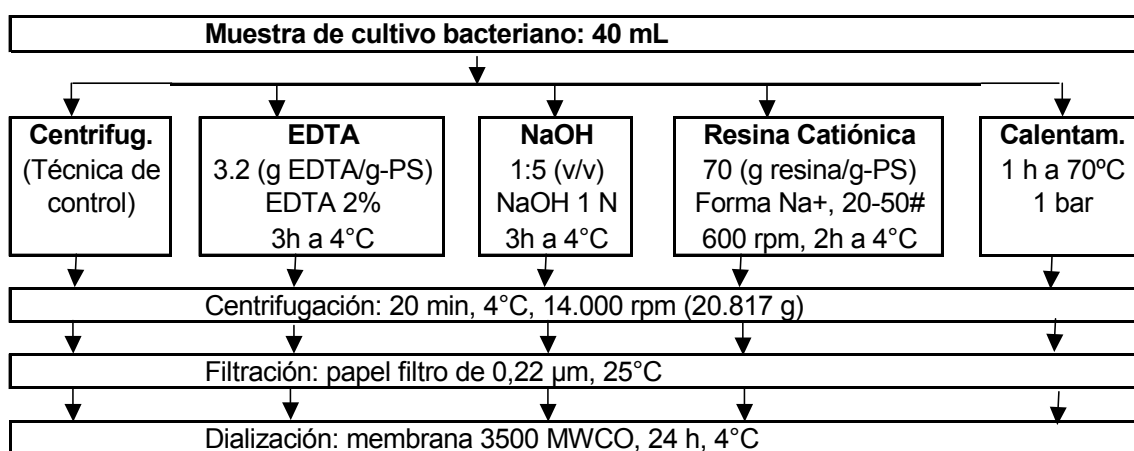 Muestra de cultivo bacteriano: 40 mL
Centrifug.
(Técnica de
control)
EDTA
3.2 (g EDTA/g-PS)
EDTA 2%
3h a 4°C
NaOH
1:5 (v/v)
NaOH 1 N
3h a 4°C
Resina Catiónica
70 (g resina/g-PS)
Forma Na+, 20-50#
600 rpm, 2h a 4°C
Calentam.
1 h a 70ºC
1 bar
Centrifugación: 20 min, 4°C, 14.000 rpm (20.817 g)
Filtración: papel filtro de 0,22 µm, 25°C
Dialización: membrana 3500 MWCO, 24 h, 4°C